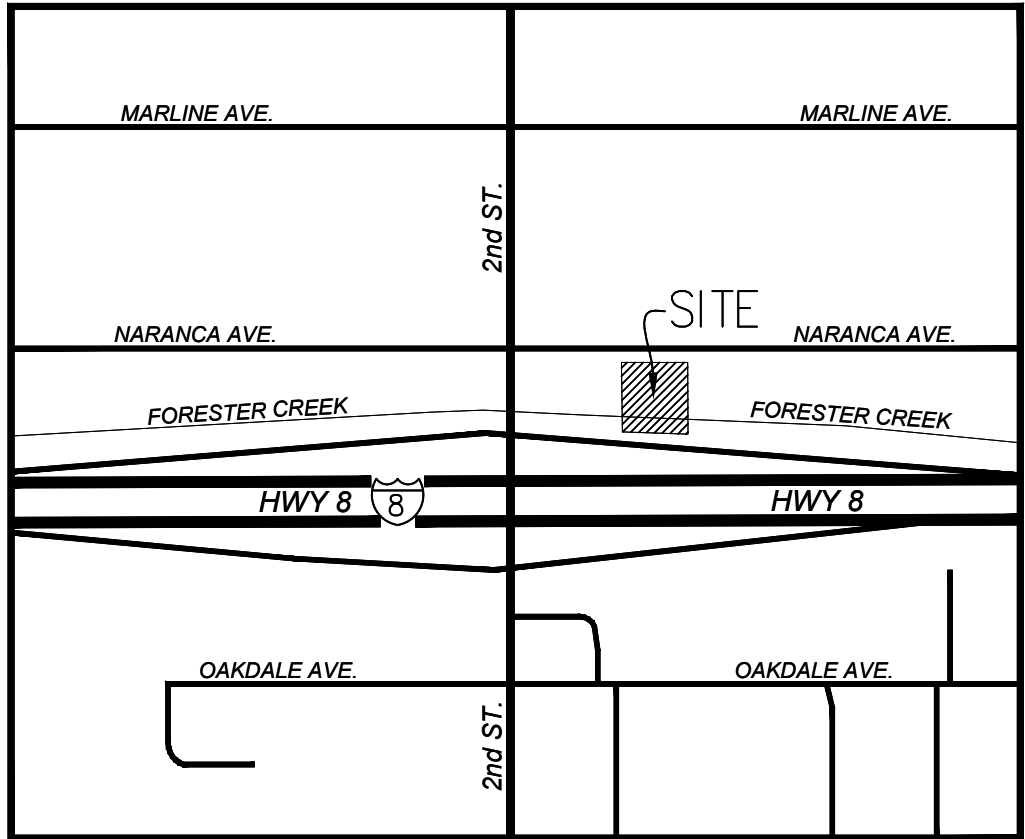 MARLINE AVE.
MARLINE AVE.
2nd ST.
SITE
NARANCA AVE.
NARANCA AVE.
FORESTER CREEK
FORESTER CREEK
HWY 8
8
HWY 8
OAKDALE AVE.
OAKDALE AVE.
2nd ST.